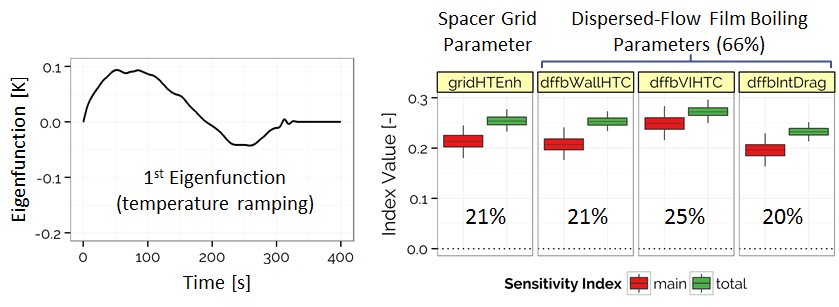 Eigenfunction [K]
0.1
0.0
-0.1
-0.2
1st Eigenfunction
(temperature ramping)
0
100
200
300
400
Time [s]
Spacer Grid
Parameter
Dispersed-Flow Film Boiling
Parameters (66%)
gridHTEnh
dffbWallHTC
dffbVIHTC
dffbIntDrag
Index Value [-]
0.3
0.2
0.1
0.0
21%
21%
25%
20%
Sensitivity Index
main
total